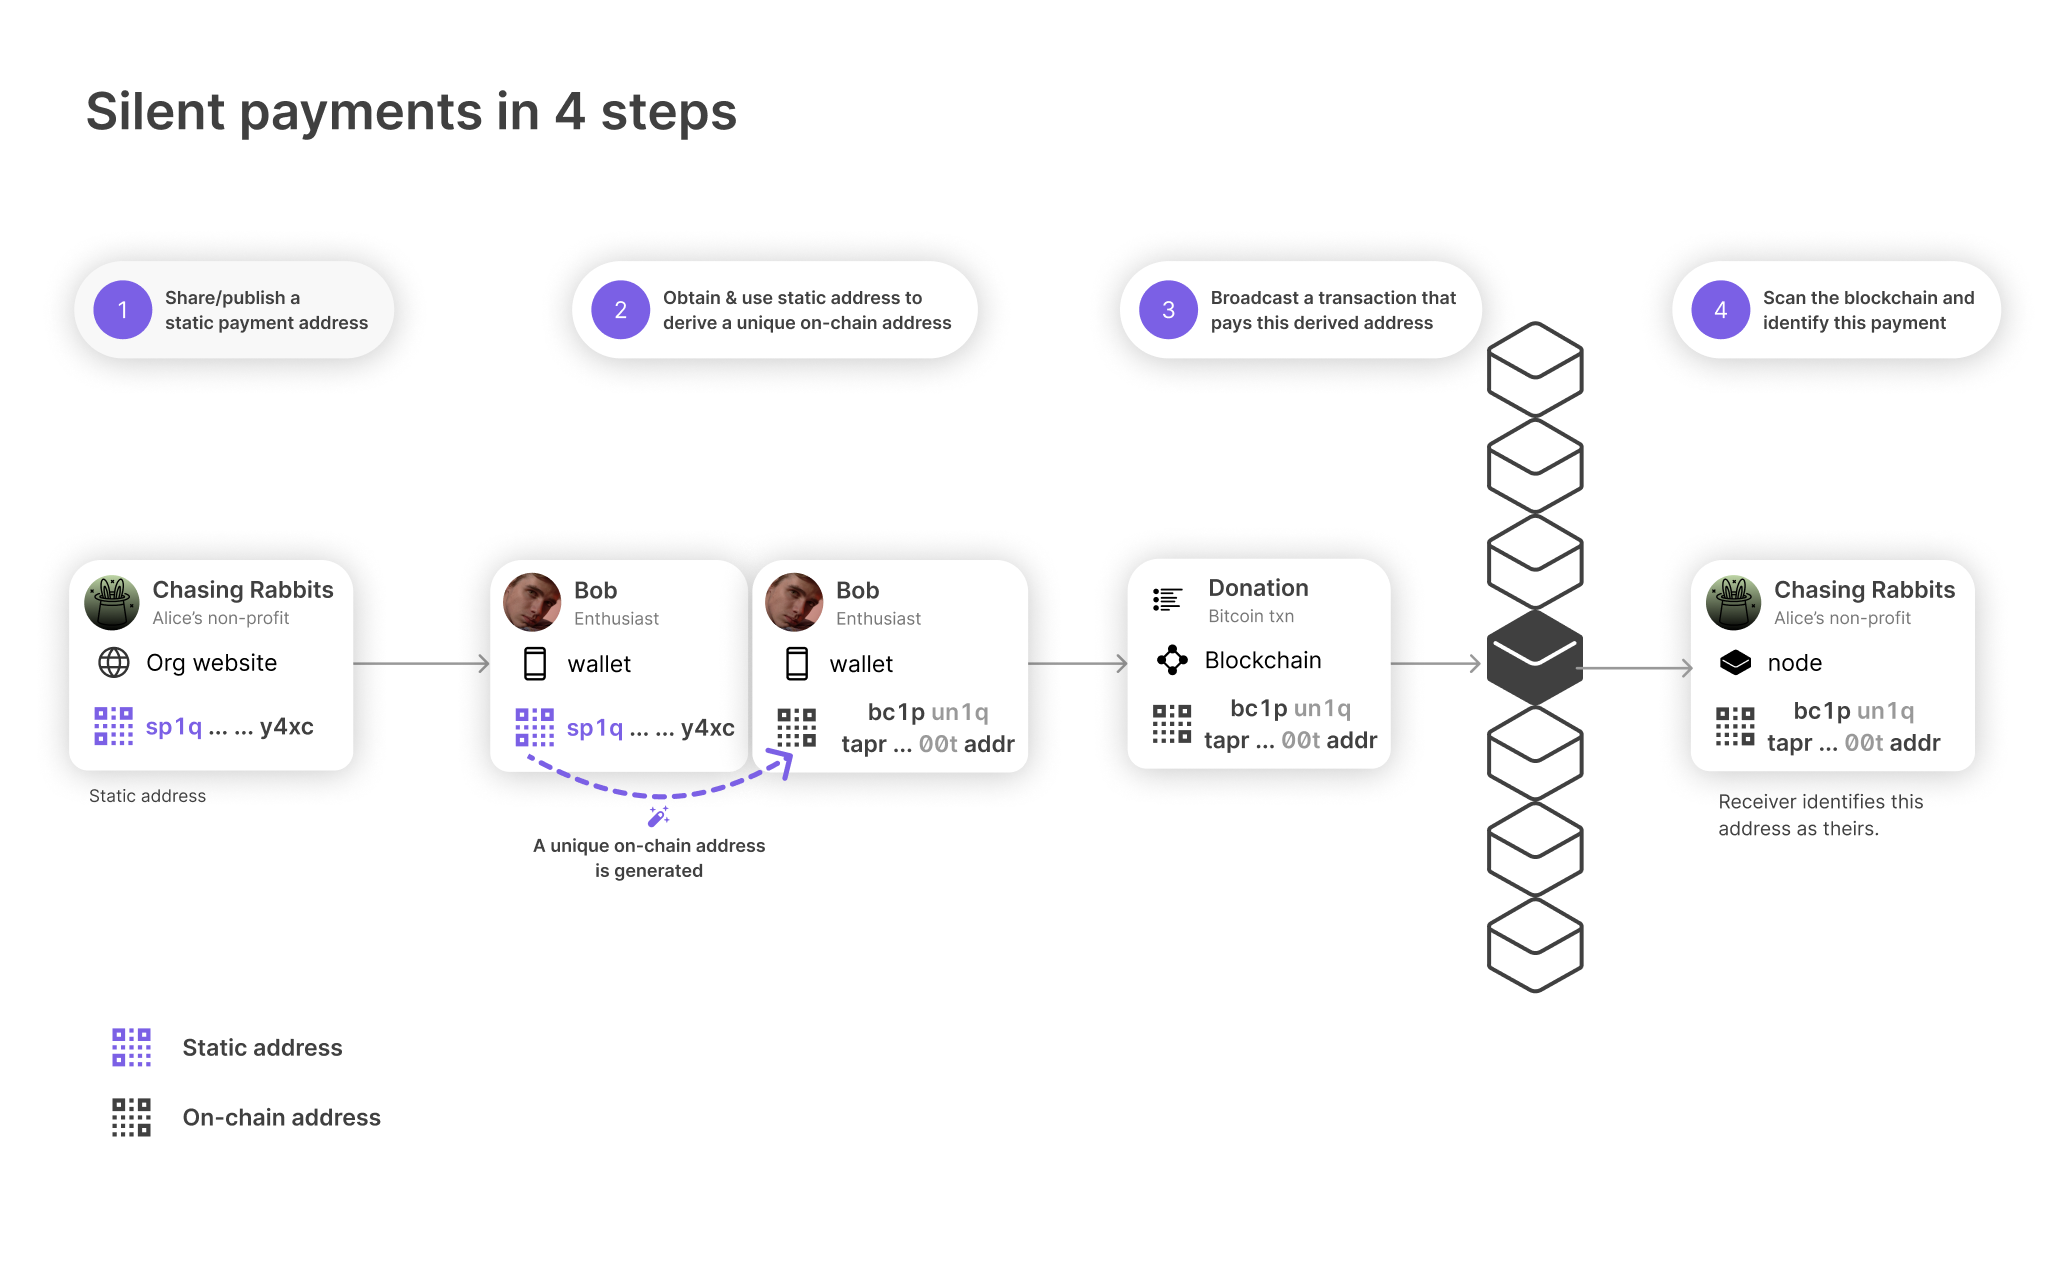 Silent payments in 4 steps
1
Share/publish a
static payment address
2
Obtain & use static address to
derive a unique on-chain address
3
Broadcast a transaction that
pays this derived address
4
Scan the blockchain and
identify this payment
Chasing Rabbits
Alice’s non-profit
Org website
sp1q ... ... y4xc
Static address
Bob
Enthusiast
wallet
sp1q ... ... y4xc
Bob
Enthusiast
wallet
bc1p un1q
tapr ... 00t addr
A unique on-chain address
is generated
Donation
Bitcoin txn
Blockchain
bc1p un1q
tapr ... 00t addr
Chasing Rabbits
Alice’s non-profit
node
bc1p un1q
tapr ... 00t addr
Receiver identifies this
address as theirs.
Static address
On-chain address